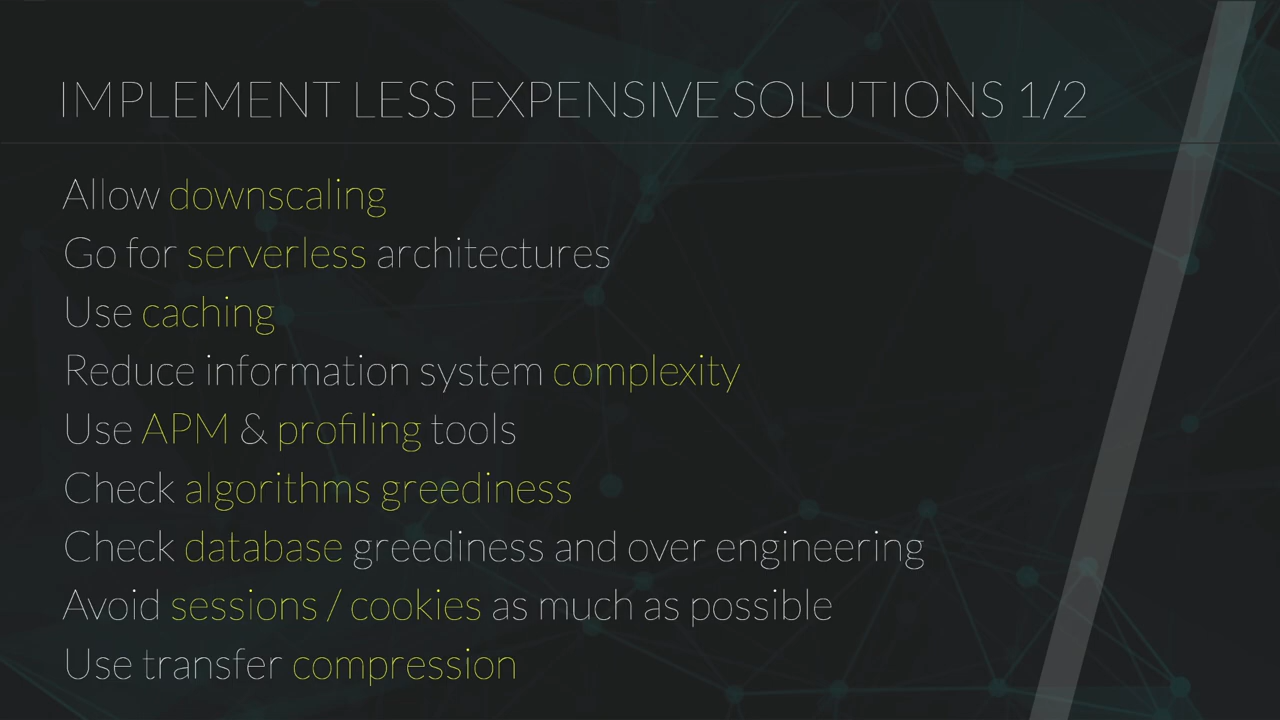 IMPLEMENT LESS EXPENSIVE SOLUTIONS 1/2
Allow downscaling
Go for serverless architectures
Use caching
Reduce information system complexity
Use APM & profiling tools
Check algorithms greediness
Check database greediness and over engineering
Avoid sessions / cookies as much as possible
Use transfer compression